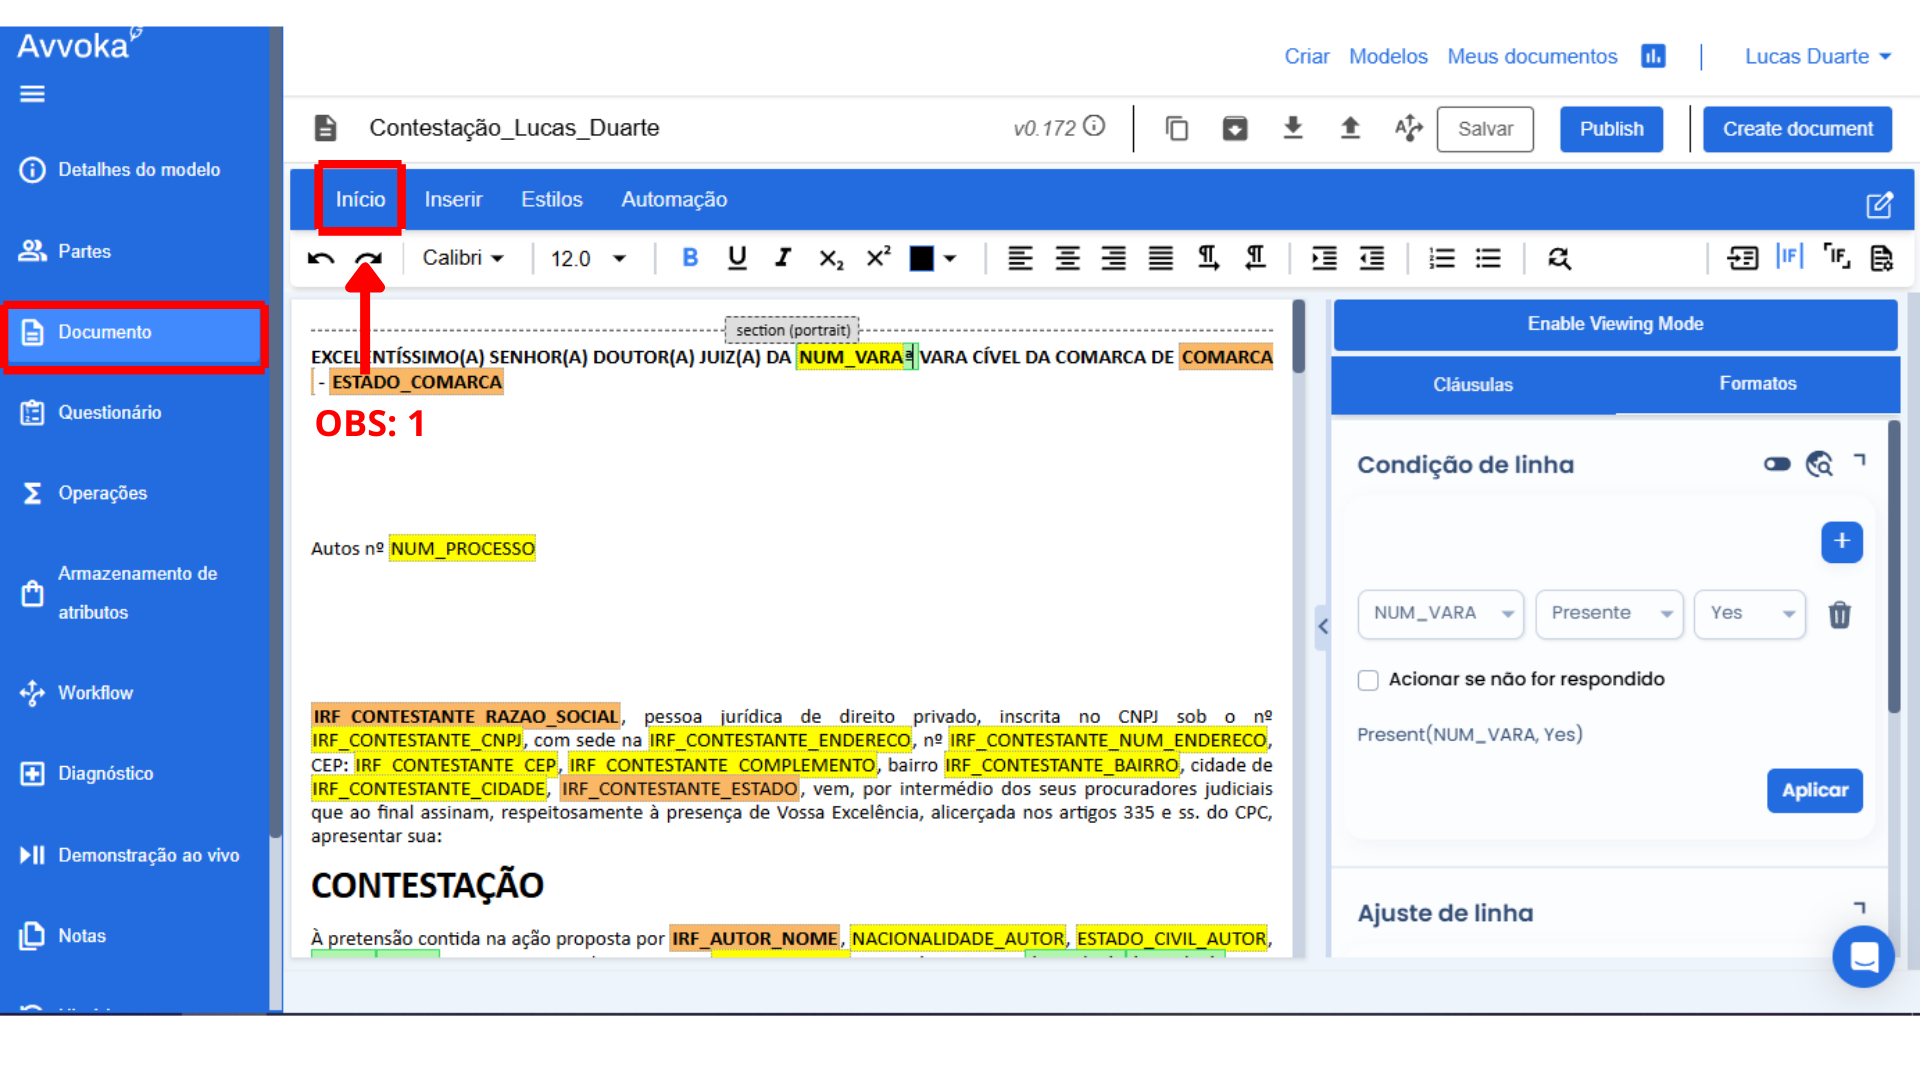 Avvoka
Criar Modelos Meus documentos Lucas Duarte
Contestação_Lucas_Duarte v0.172 Salvar Publish Create document
Detalhes do modelo
Partes
Documento
Questionário
Operações
Armazenamento de
atributos
Workflow
Diagnóstico
Demonstração ao vivo
Notas
Início Inserir Estilos Automação
Calibri 12.0 B U I X₂ X² IF IF
section (portrait)
EXCELENTÍSSIMO(A) SENHOR(A) DOUTOR(A) JUIZ(A) DA NUM_VARAª VARA CÍVEL DA COMARCA DE COMARCA
- ESTADO_COMARCA
OBS: 1
Autos nº NUM_PROCESSO
IRF_CONTESTANTE_RAZAO_SOCIAL, pessoa jurídica de direito privado, inscrita no CNPJ sob o nº
IRF_CONTESTANTE_CNPJ, com sede na IRF_CONTESTANTE_ENDERECO, nº IRF_CONTESTANTE_NUM_ENDERECO,
CEP: IRF_CONTESTANTE_CEP, IRF_CONTESTANTE_COMPLEMENTO, bairro IRF_CONTESTANTE_BAIRRO, cidade de
IRF_CONTESTANTE_CIDADE, IRF_CONTESTANTE_ESTADO, vem, por intermédio dos seus procuradores judiciais
que ao final assinam, respeitosamente à presença de Vossa Excelência, alicerçada nos artigos 335 e ss. do CPC,
apresentar sua:
CONTESTAÇÃO
À pretensão contida na ação proposta por IRF_AUTOR_NOME, NACIONALIDADE_AUTOR, ESTADO_CIVIL_AUTOR,
Enable Viewing Mode
Cláusulas Formatos
Condição de linha
+
NUM_VARA Presente Yes
Acionar se não for respondido
Present(NUM_VARA, Yes)
Aplicar
Ajuste de linha